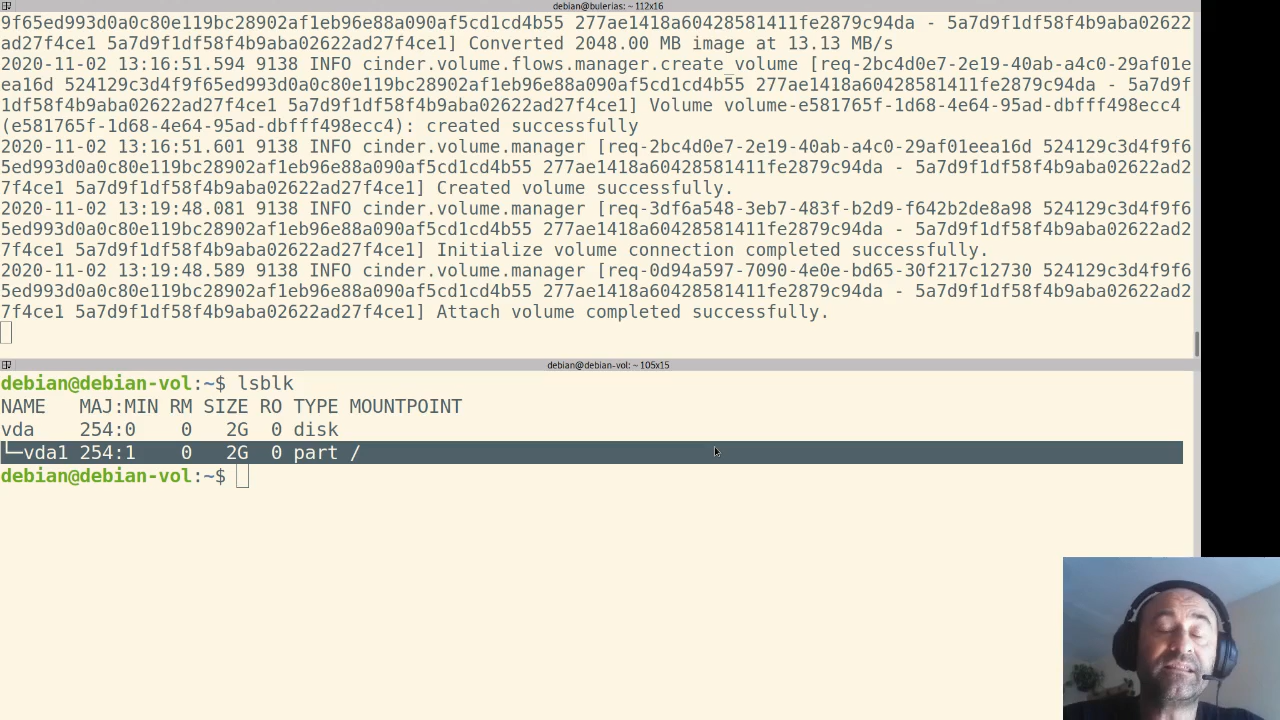 debian@bulerias: ~ 112x16
9f65ed993d0a0c80e119bc28902af1eb96e88a090af5cd1cd4b55 277ae1418a60428581411fe2879c94da - 5a7d9f1df58f4b9aba02622
ad27f4ce1 5a7d9f1df58f4b9aba02622ad27f4ce1] Converted 2048.00 MB image at 13.13 MB/s
2020-11-02 13:16:51.594 9138 INFO cinder.volume.flows.manager.create_volume [req-2bc4d0e7-2e19-40ab-a4c0-29af01e
ea16d 524129c3d4f9f65ed993d0a0c80e119bc28902af1eb96e88a090af5cd1cd4b55 277ae1418a60428581411fe2879c94da - 5a7d9f
1df58f4b9aba02622ad27f4ce1 5a7d9f1df58f4b9aba02622ad27f4ce1] Volume volume-e581765f-1d68-4e64-95ad-dbfff498ecc4
(e581765f-1d68-4e64-95ad-dbfff498ecc4): created successfully
2020-11-02 13:16:51.601 9138 INFO cinder.volume.manager [req-2bc4d0e7-2e19-40ab-a4c0-29af01eea16d 524129c3d4f9f6
5ed993d0a0c80e119bc28902af1eb96e88a090af5cd1cd4b55 277ae1418a60428581411fe2879c94da - 5a7d9f1df58f4b9aba02622ad2
7f4ce1 5a7d9f1df58f4b9aba02622ad27f4ce1] Created volume successfully.
2020-11-02 13:19:48.081 9138 INFO cinder.volume.manager [req-3df6a548-3eb7-483f-b2d9-f642b2de8a98 524129c3d4f9f6
5ed993d0a0c80e119bc28902af1eb96e88a090af5cd1cd4b55 277ae1418a60428581411fe2879c94da - 5a7d9f1df58f4b9aba02622ad2
7f4ce1 5a7d9f1df58f4b9aba02622ad27f4ce1] Initialize volume connection completed successfully.
2020-11-02 13:19:48.589 9138 INFO cinder.volume.manager [req-0d94a597-7090-4e0e-bd65-30f217c12730 524129c3d4f9f6
5ed993d0a0c80e119bc28902af1eb96e88a090af5cd1cd4b55 277ae1418a60428581411fe2879c94da - 5a7d9f1df58f4b9aba02622ad2
7f4ce1 5a7d9f1df58f4b9aba02622ad27f4ce1] Attach volume completed successfully.
debian@debian-vol: ~ 105x15
debian@debian-vol:~$ lsblk
NAME   MAJ:MIN RM SIZE RO TYPE MOUNTPOINT
vda    254:0    0   2G  0 disk
└─vda1 254:1    0   2G  0 part /
debian@debian-vol:~$